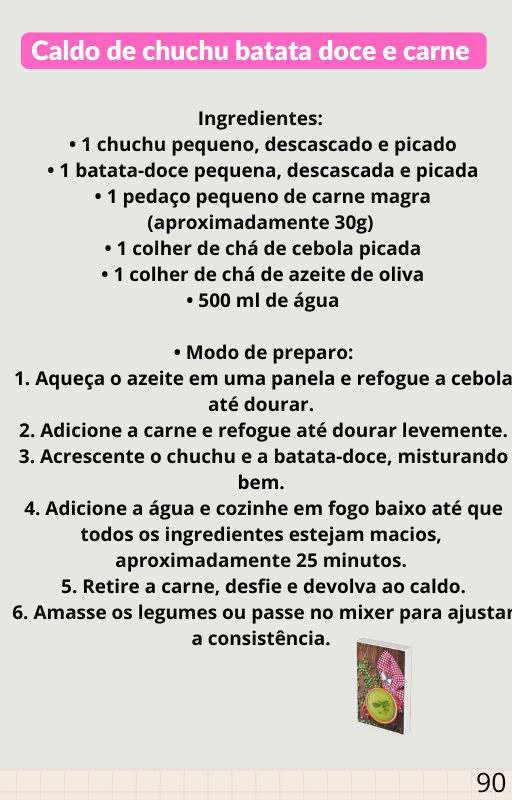 Caldo de chuchu batata doce e carne
Ingredientes:
• 1 chuchu pequeno, descascado e picado
• 1 batata-doce pequena, descascada e picada
• 1 pedaço pequeno de carne magra
(aproximadamente 30g)
• 1 colher de chá de cebola picada
• 1 colher de chá de azeite de oliva
• 500 ml de água
• Modo de preparo:
1. Aqueça o azeite em uma panela e refogue a cebola
até dourar.
2. Adicione a carne e refogue até dourar levemente.
3. Acrescente o chuchu e a batata-doce, misturando
bem.
4. Adicione a água e cozinhe em fogo baixo até que
todos os ingredientes estejam macios,
aproximadamente 25 minutos.
5. Retire a carne, desfie e devolva ao caldo.
6. Amasse os legumes ou passe no mixer para ajustar
a consistência.
90